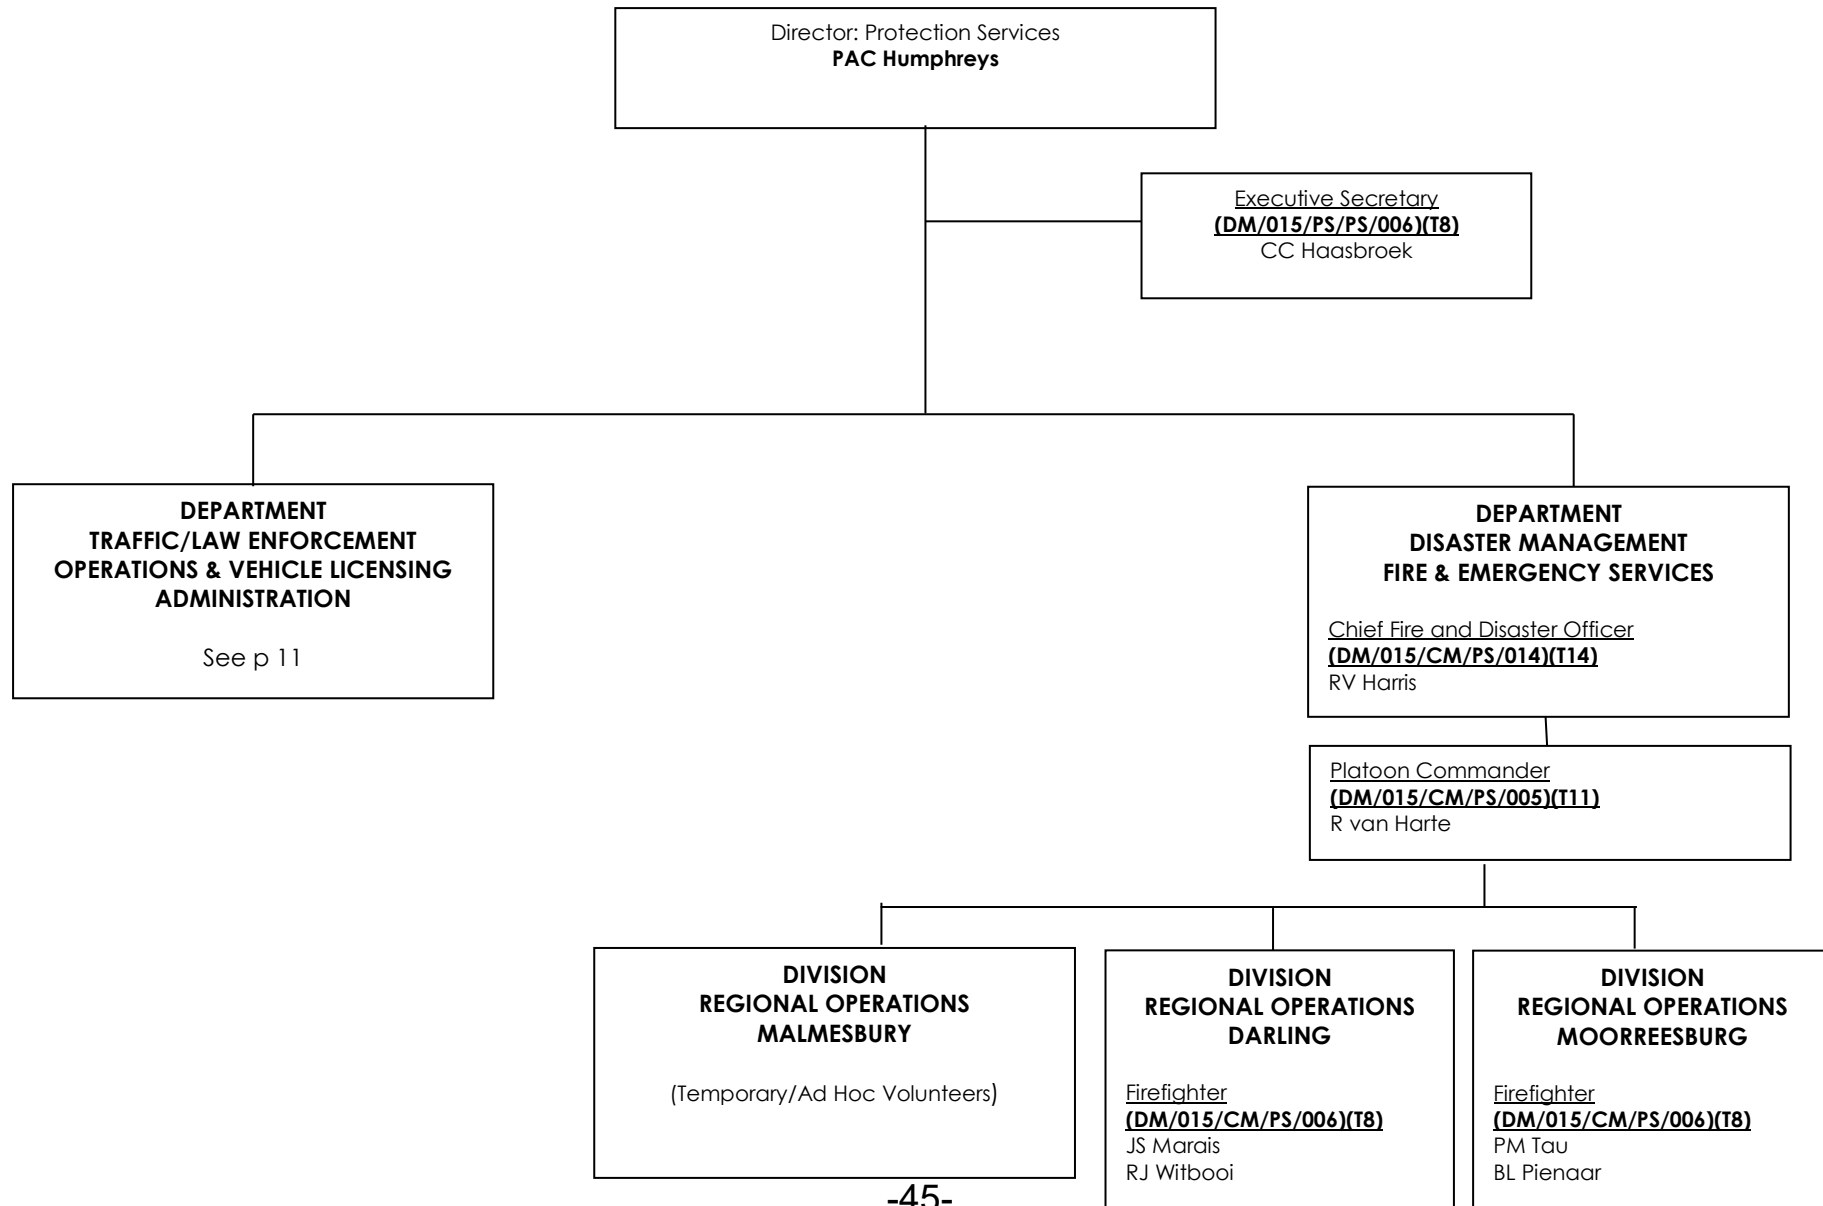 Director: Protection Services
PAC Humphreys
Executive Secretary
(DM/015/PS/PS/006)(T8)
CC Haasbroek
DEPARTMENT
TRAFFIC/LAW ENFORCEMENT
OPERATIONS & VEHICLE LICENSING
ADMINISTRATION
See p 11
DEPARTMENT
DISASTER MANAGEMENT
FIRE & EMERGENCY SERVICES
Chief Fire and Disaster Officer
(DM/015/CM/PS/014)(T14)
RV Harris
Platoon Commander
(DM/015/CM/PS/005)(T11)
R van Harte
DIVISION
REGIONAL OPERATIONS
MALMESBURY
(Temporary/Ad Hoc Volunteers)
DIVISION
REGIONAL OPERATIONS
DARLING
Firefighter
(DM/015/CM/PS/006)(T8)
JS Marais
RJ Witbooi
DIVISION
REGIONAL OPERATIONS
MOORREESBURG
Firefighter
(DM/015/CM/PS/006)(T8)
PM Tau
BL Pienaar
-45-